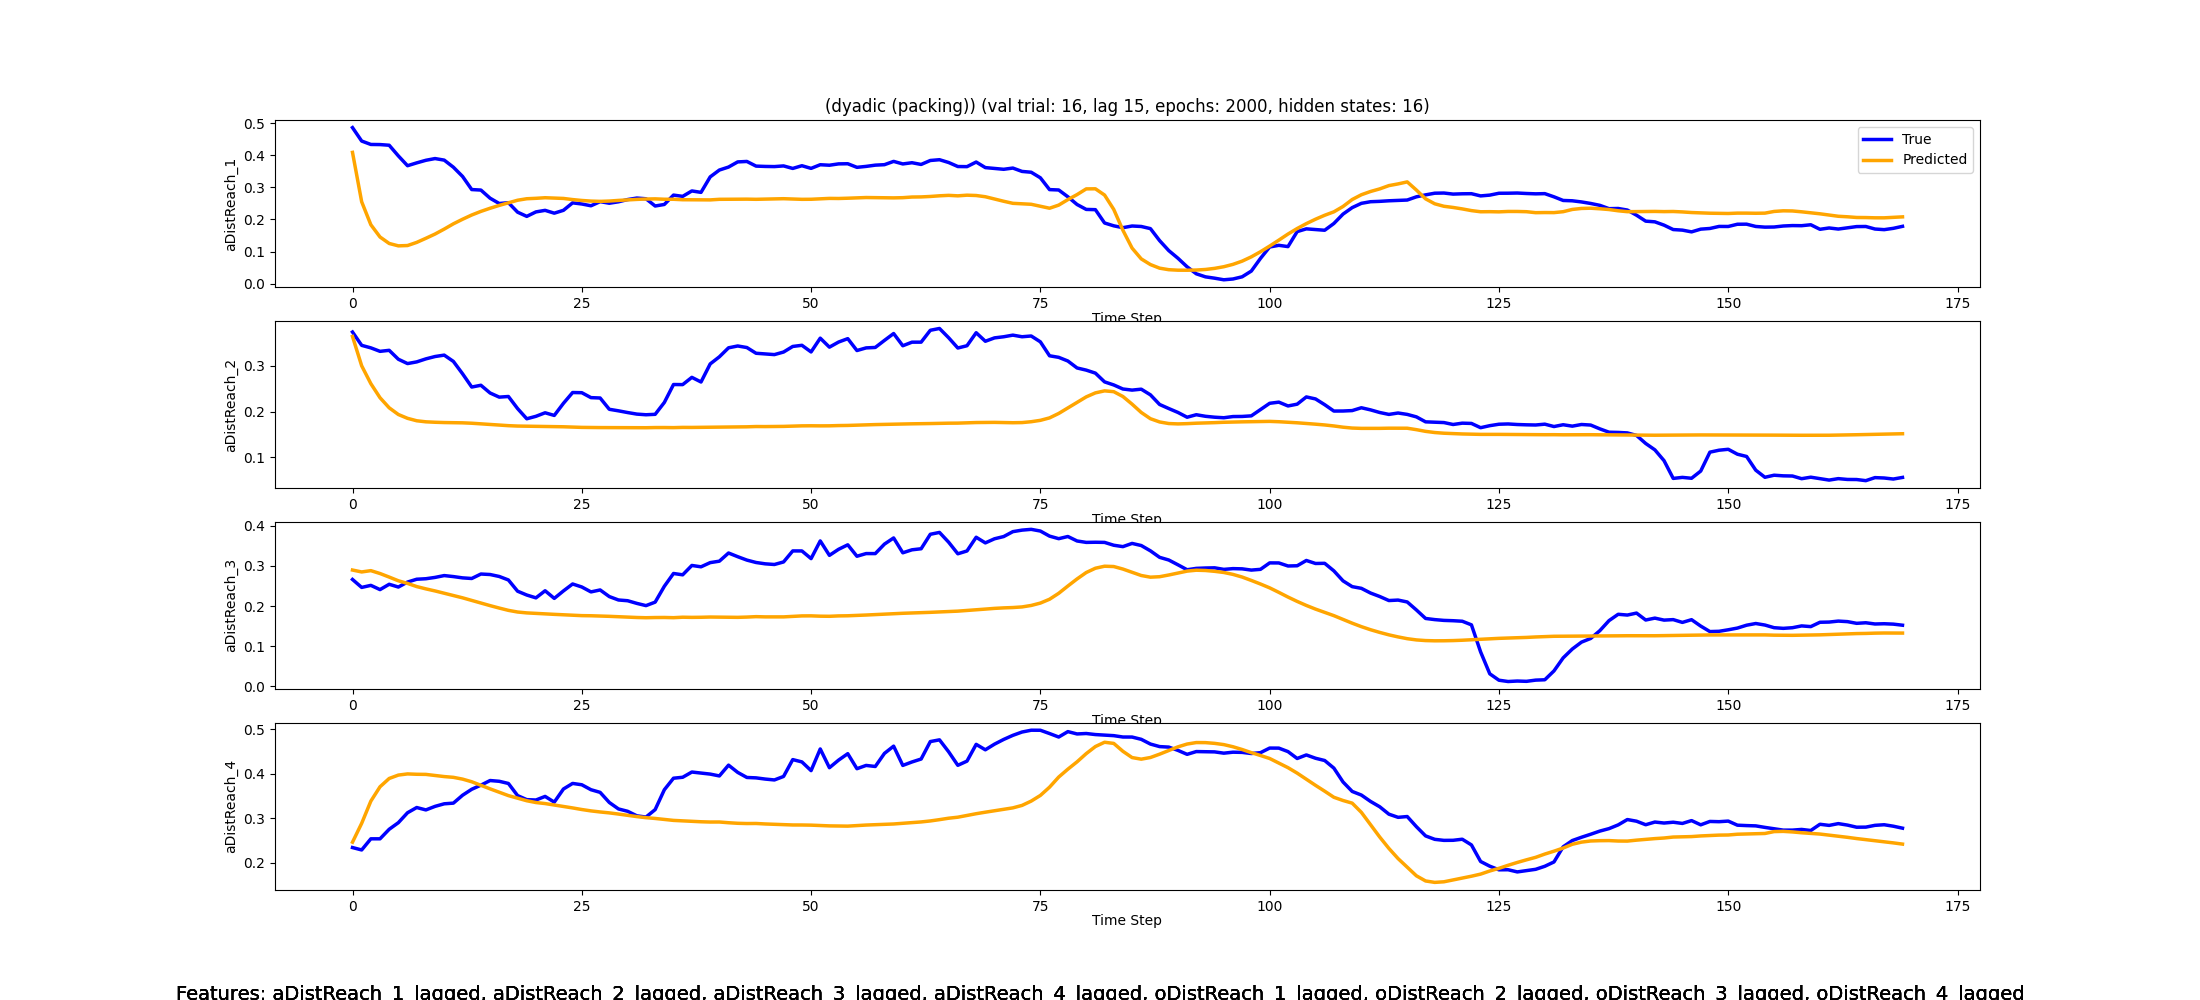 (dyadic (packing)) (val trial: 16, lag 15, epochs: 2000, hidden states: 16)
0.5
0.4
0.3
0.2
0.1
0.0
aDistReach_1
True
Predicted
0 25 50 75 100 125 150 175
Time Step
0.3
0.2
0.1
aDistReach_2
0 25 50 75 100 125 150 175
Time Step
0.4
0.3
0.2
0.1
0.0
aDistReach_3
0 25 50 75 100 125 150 175
Time Step
0.5
0.4
0.3
0.2
aDistReach_4
0 25 50 75 100 125 150 175
Time Step
Features: aDistReach_1_lagged, aDistReach_2_lagged, aDistReach_3_lagged, aDistReach_4_lagged, oDistReach_1_lagged, oDistReach_2_lagged, oDistReach_3_lagged, oDistReach_4_lagged